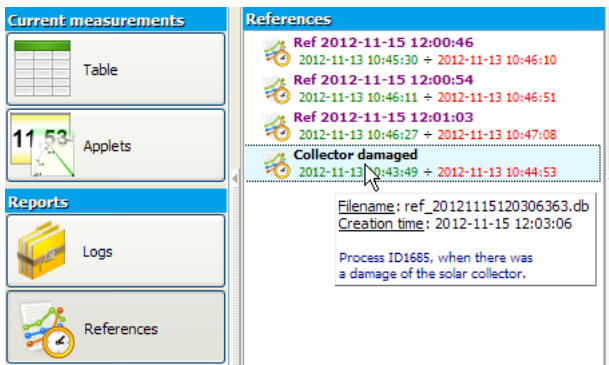 Current measurements
Table
11 53
Applets
Reports
Logs
References
References
Ref 2012-11-15 12:00:46
2012-11-13 10:45:30 ÷ 2012-11-13 10:46:10
Ref 2012-11-15 12:00:54
2012-11-13 10:46:11 ÷ 2012-11-13 10:46:51
Ref 2012-11-15 12:01:03
2012-11-13 10:46:27 ÷ 2012-11-13 10:47:08
Collector damaged
2012-11-13 10:43:49 ÷ 2012-11-13 10:44:53
Filename: ref_20121115120306363.db
Creation time: 2012-11-15 12:03:06
Process ID1685, when there was
a damage of the solar collector.